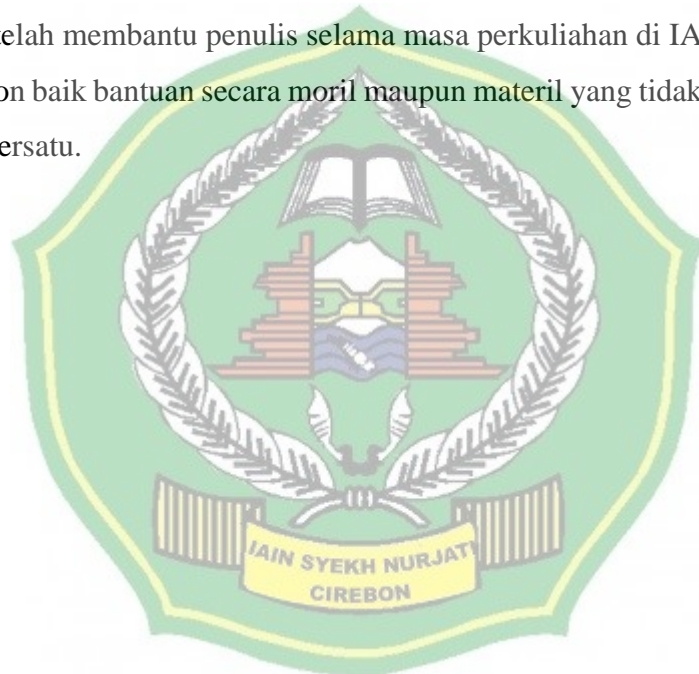 elah membantu penulis selama masa perkuliahan di IA
on baik bantuan secara moril maupun materil yang tidak
ersatu.
IAIN SYEKH NURJATI
CIREBON